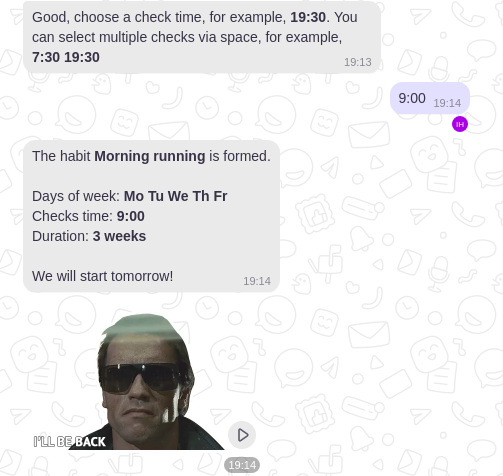 Good, choose a check time, for example, 19:30. You
can select multiple checks via space, for example,
7:30 19:30
19:13
9:00
19:14
IH
The habit Morning running is formed.
Days of week: Mo Tu We Th Fr
Checks time: 9:00
Duration: 3 weeks
We will start tomorrow!
19:14
I'LL BE BACK
19:14